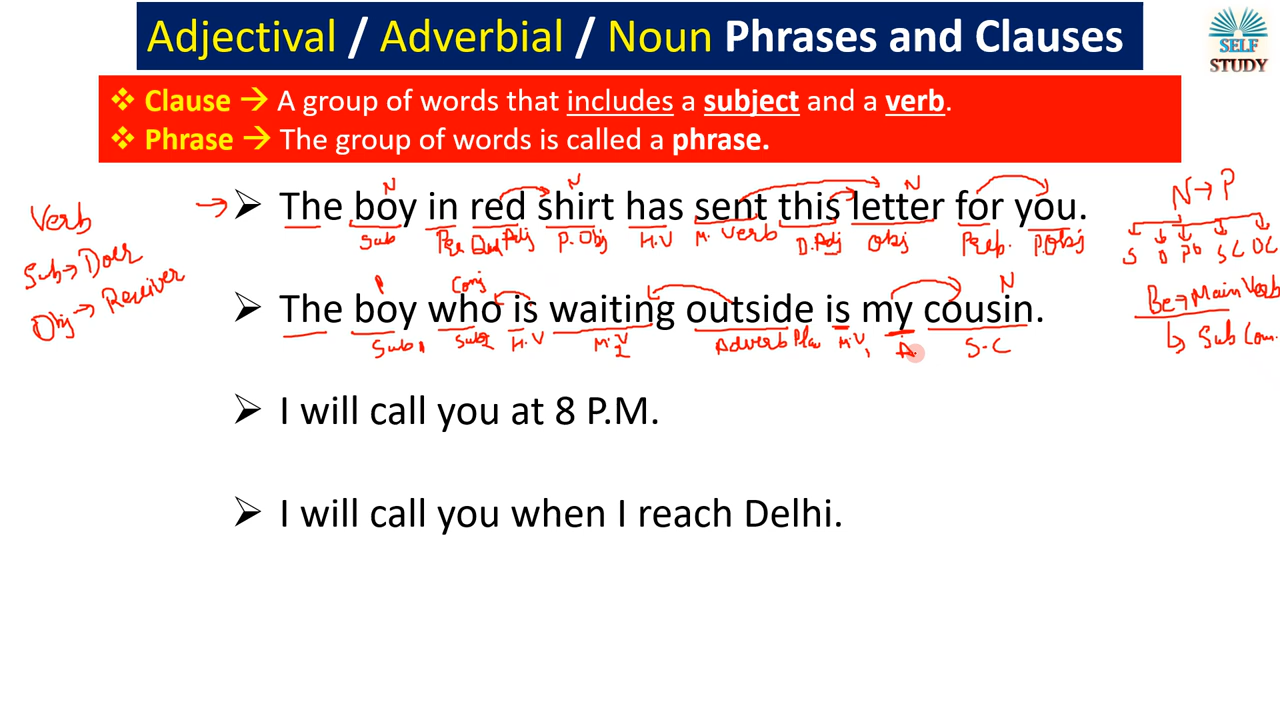 Adjectival / Adverbial / Noun Phrases and Clauses
SELF
STUDY
❖ Clause → A group of words that includes a subject and a verb.
❖ Phrase → The group of words is called a phrase.
N N N
→ ➢ The boy in red shirt has sent this letter for you.
Sub Adj P. Obj H.V M. Verb D. Adj Obj Prep. P.Obj
Conj N
➢ The boy who is waiting outside is my cousin.
Sub1 Sub2 H.V M.V2 Adverb M.V1 A. S-C
➢ I will call you at 8 P.M.
➢ I will call you when I reach Delhi.
Verb
Sub → Doer
Obj → Receiver
N → P
S O PO SC OC
Be → Main Verb
↳ Sub Com.